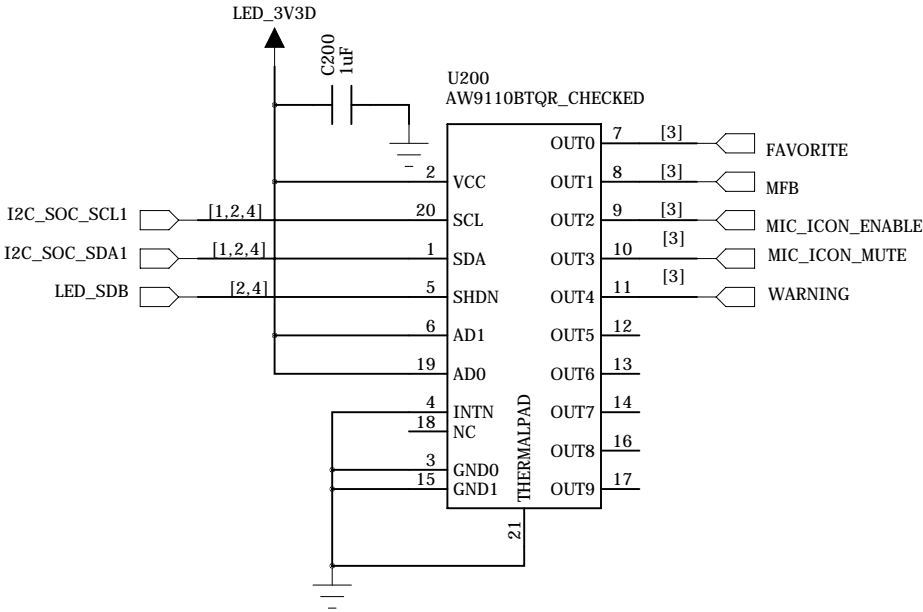 LED_3V3D
C200
1uF
U200
AW9110BTQR_CHECKED
OUT0 7 [3] FAVORITE
2 VCC OUT1 8 [3] MFB
I2C_SOC_SCL1 [1,2,4] 20 SCL OUT2 9 [3] MIC_ICON_ENABLE
I2C_SOC_SDA1 [1,2,4] 1 SDA OUT3 10 [3] MIC_ICON_MUTE
LED_SDB [2,4] 5 SHDN OUT4 11 [3] WARNING
6 AD1 OUT5 12
19 AD0 OUT6 13
4 INTN OUT7 14
18 NC
OUT8 16
3 GND0
15 GND1 OUT9 17
THERMALPAD
21